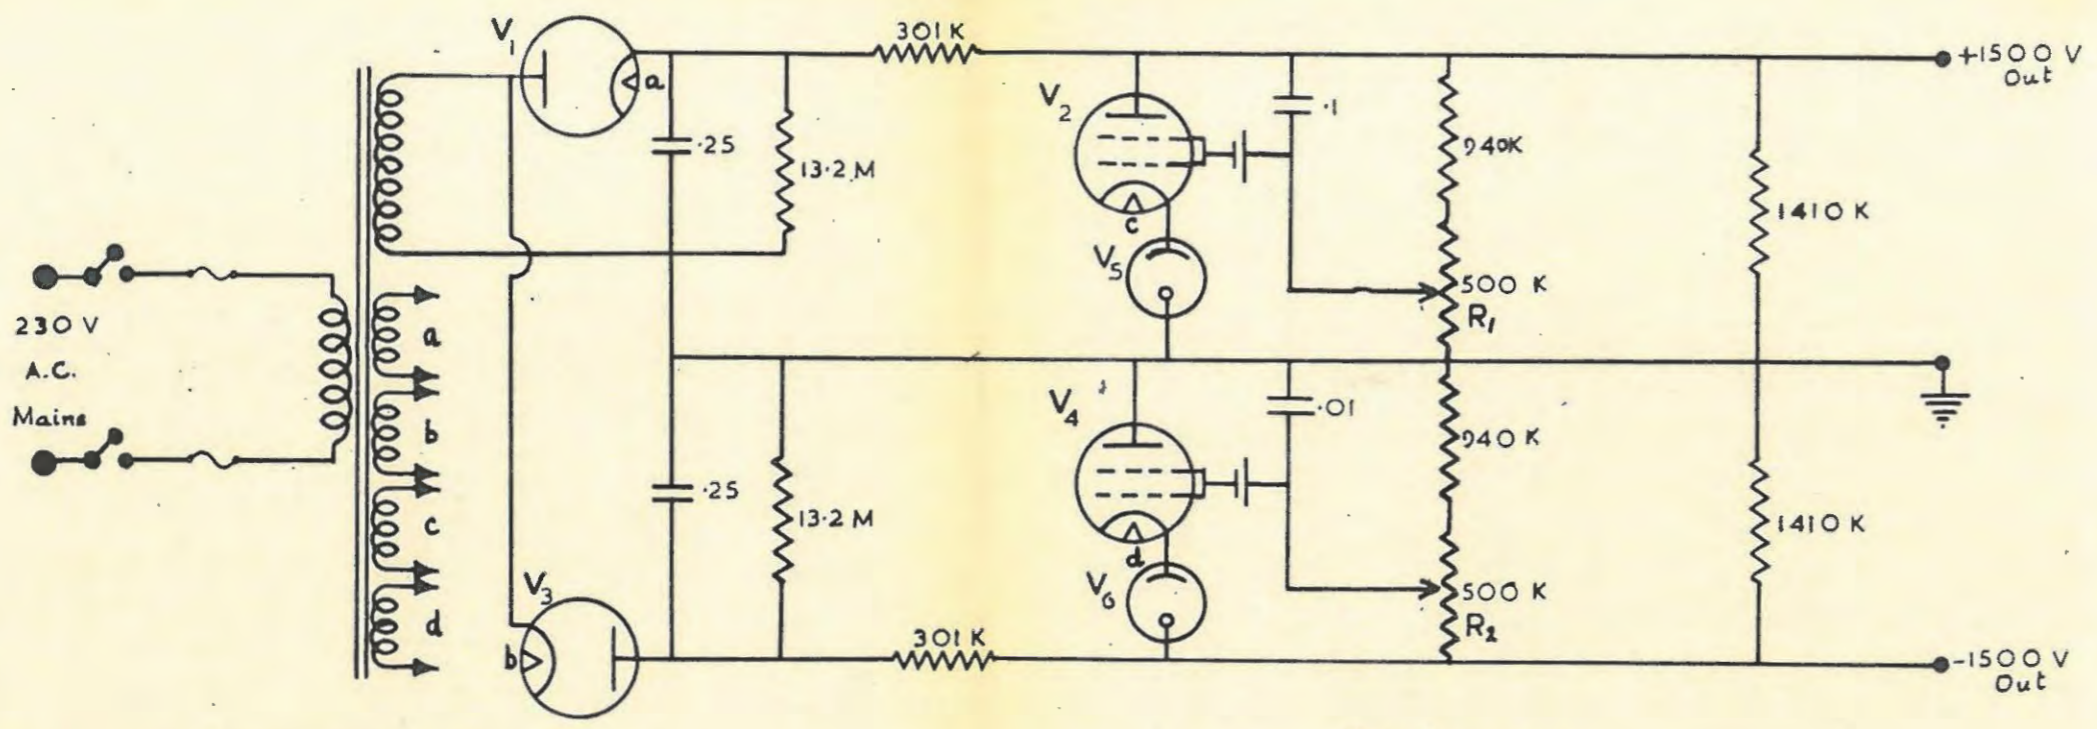 V1
a
.25
13.2 M
301 K
V2
c
V5
.1
940K
500 K
R1
1410 K
+1500 V
Out
230 V
A.C.
Mains
a
b
c
d
V3
b
.25
13.2 M
301 K
V4
d
V6
.01
940 K
500 K
R2
1410 K
-1500 V
Out